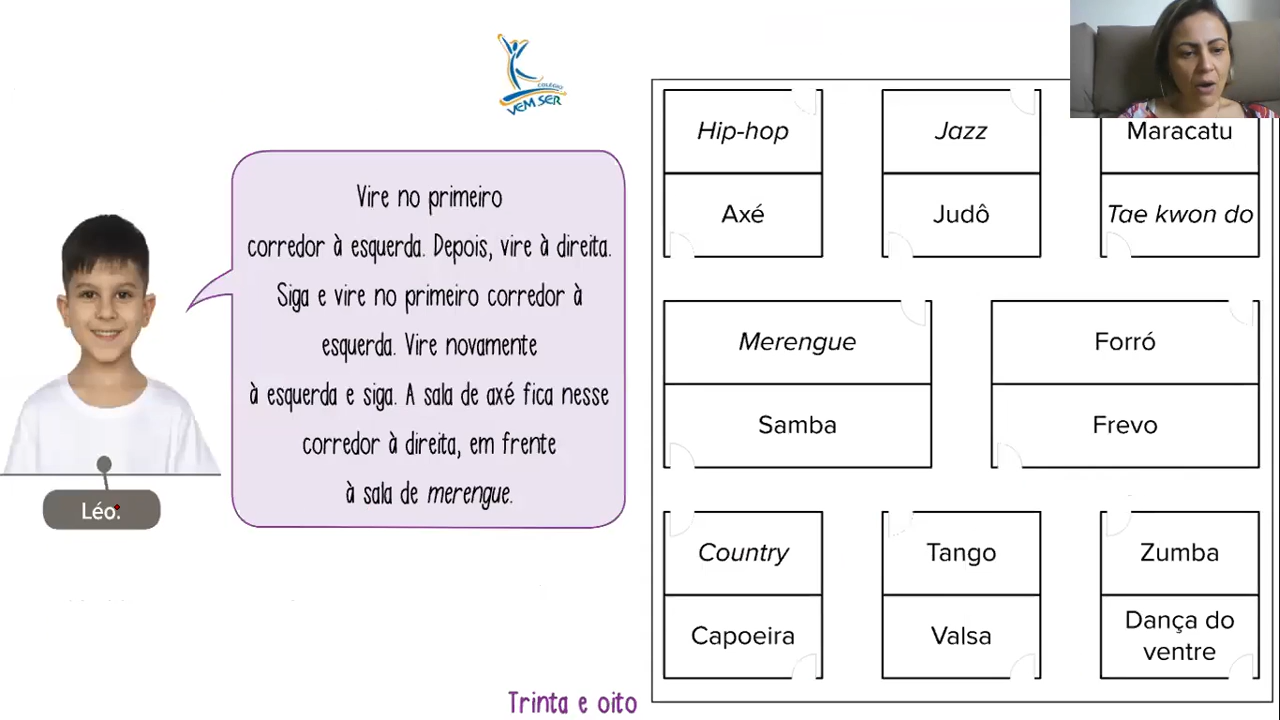 COLÉGIO
VEM SER
Vire no primeiro
corredor à esquerda. Depois, vire à direita.
Siga e vire no primeiro corredor à
esquerda. Vire novamente
à esquerda e siga. A sala de axé fica nesse
corredor à direita, em frente
à sala de merengue.
Léo.
Hip-hop
Axé
Jazz
Judô
Maracatu
Tae kwon do
Merengue
Samba
Forró
Frevo
Country
Capoeira
Tango
Valsa
Zumba
Dança do
ventre
Trinta e oito